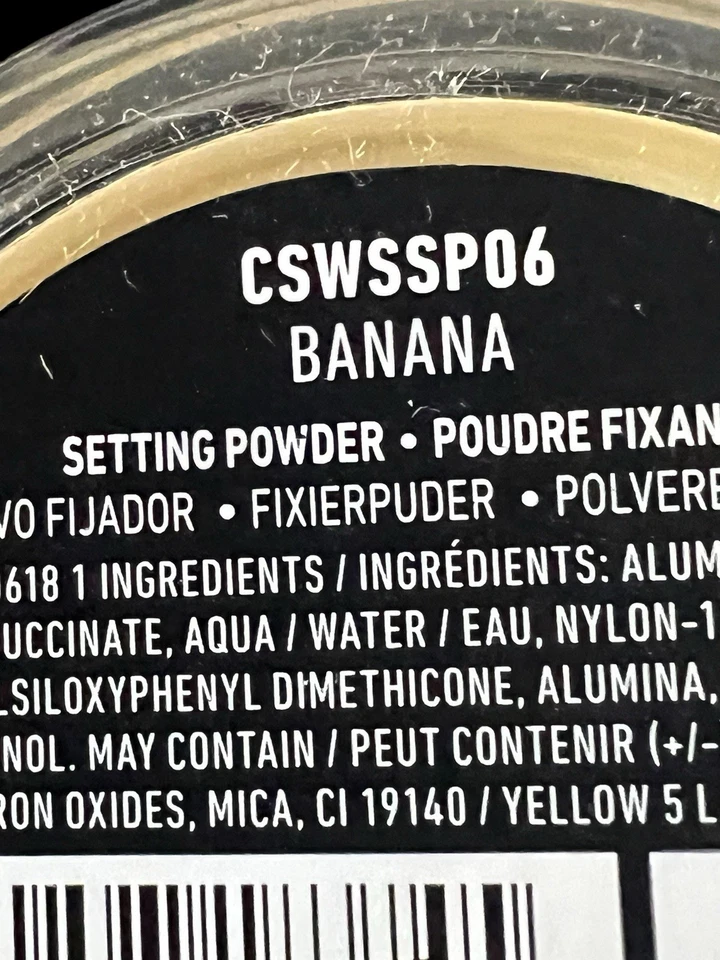 CSWSSP06
BANANA
SETTING POWDER • POUDRE FIXAN
VO FIJADOR • FIXIERPUDER • POLVERE
0618 1 INGREDIENTS / INGRÉDIENTS: ALUM
UCCINATE, AQUA / WATER / EAU, NYLON-1
LSILOXYPHENYL DIMETHICONE, ALUMINA,
NOL. MAY CONTAIN / PEUT CONTENIR (+/-
RON OXIDES, MICA, CI 19140 / YELLOW 5 L